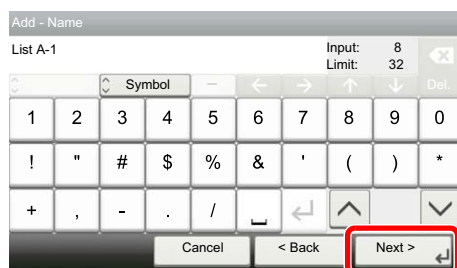 Add - Name
List A-1
Input: 8
Limit: 32
Symbol - ← → ↑ ↓ Del.
1 2 3 4 5 6 7 8 9 0
! " # $ % & ' ( ) *
+ , - . / ␣
Cancel < Back Next >